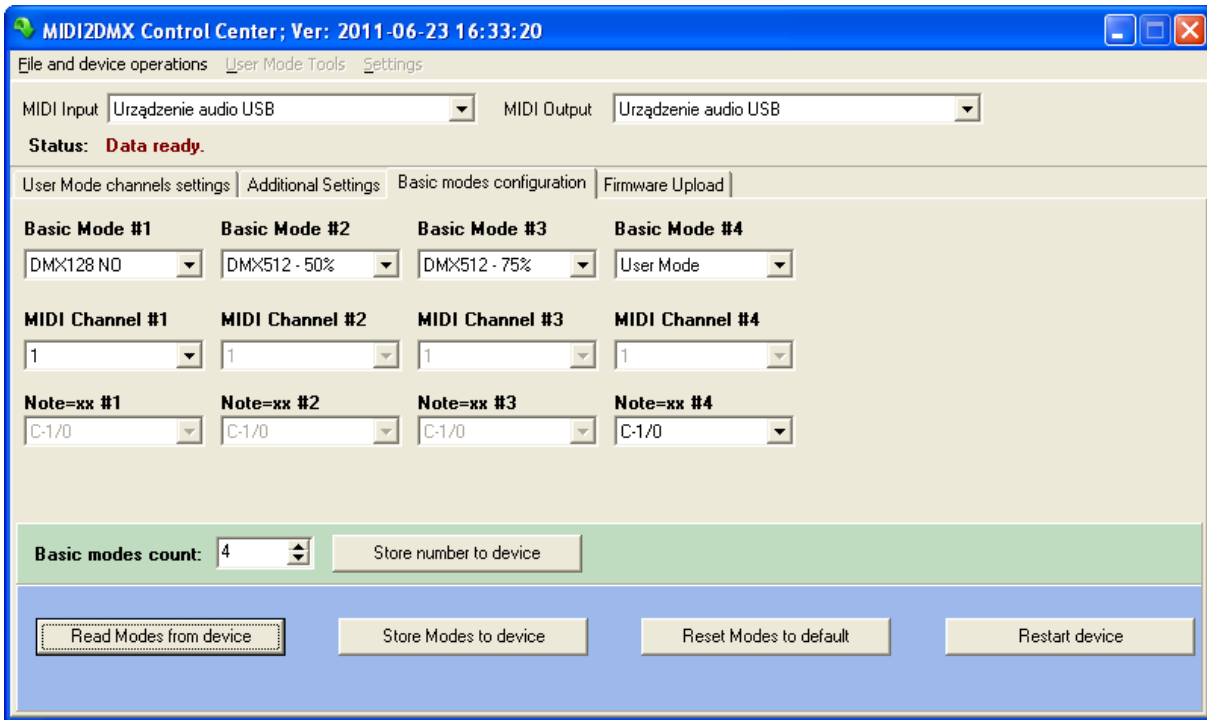 MIDI2DMX Control Center; Ver: 2011-06-23 16:33:20
File and device operations User Mode Tools Settings
MIDI Input Urządzenie audio USB MIDI Output Urządzenie audio USB
Status: Data ready.
User Mode channels settings Additional Settings Basic modes configuration Firmware Upload
Basic Mode #1 Basic Mode #2 Basic Mode #3 Basic Mode #4
DMX128 NO DMX512 - 50% DMX512 - 75% User Mode
MIDI Channel #1 MIDI Channel #2 MIDI Channel #3 MIDI Channel #4
1 1 1 1
Note=xx #1 Note=xx #2 Note=xx #3 Note=xx #4
C-1/0 C-1/0 C-1/0 C-1/0
Basic modes count: 4 Store number to device
Read Modes from device Store Modes to device Reset Modes to default Restart device